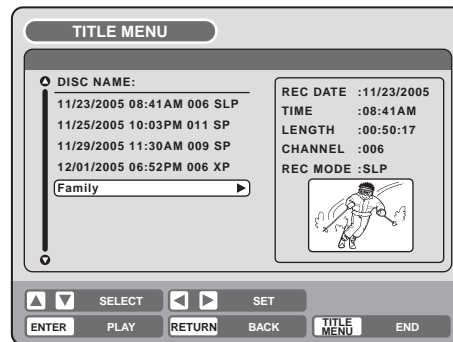 TITLE MENU
DISC NAME:
11/23/2005 08:41AM 006 SLP
11/25/2005 10:03PM 011 SP
11/29/2005 11:30AM 009 SP
12/01/2005 06:52PM 006 XP
Family
REC DATE :11/23/2005
TIME :08:41AM
LENGTH :00:50:17
CHANNEL :006
REC MODE :SLP
SELECT SET
ENTER PLAY RETURN BACK TITLE MENU END